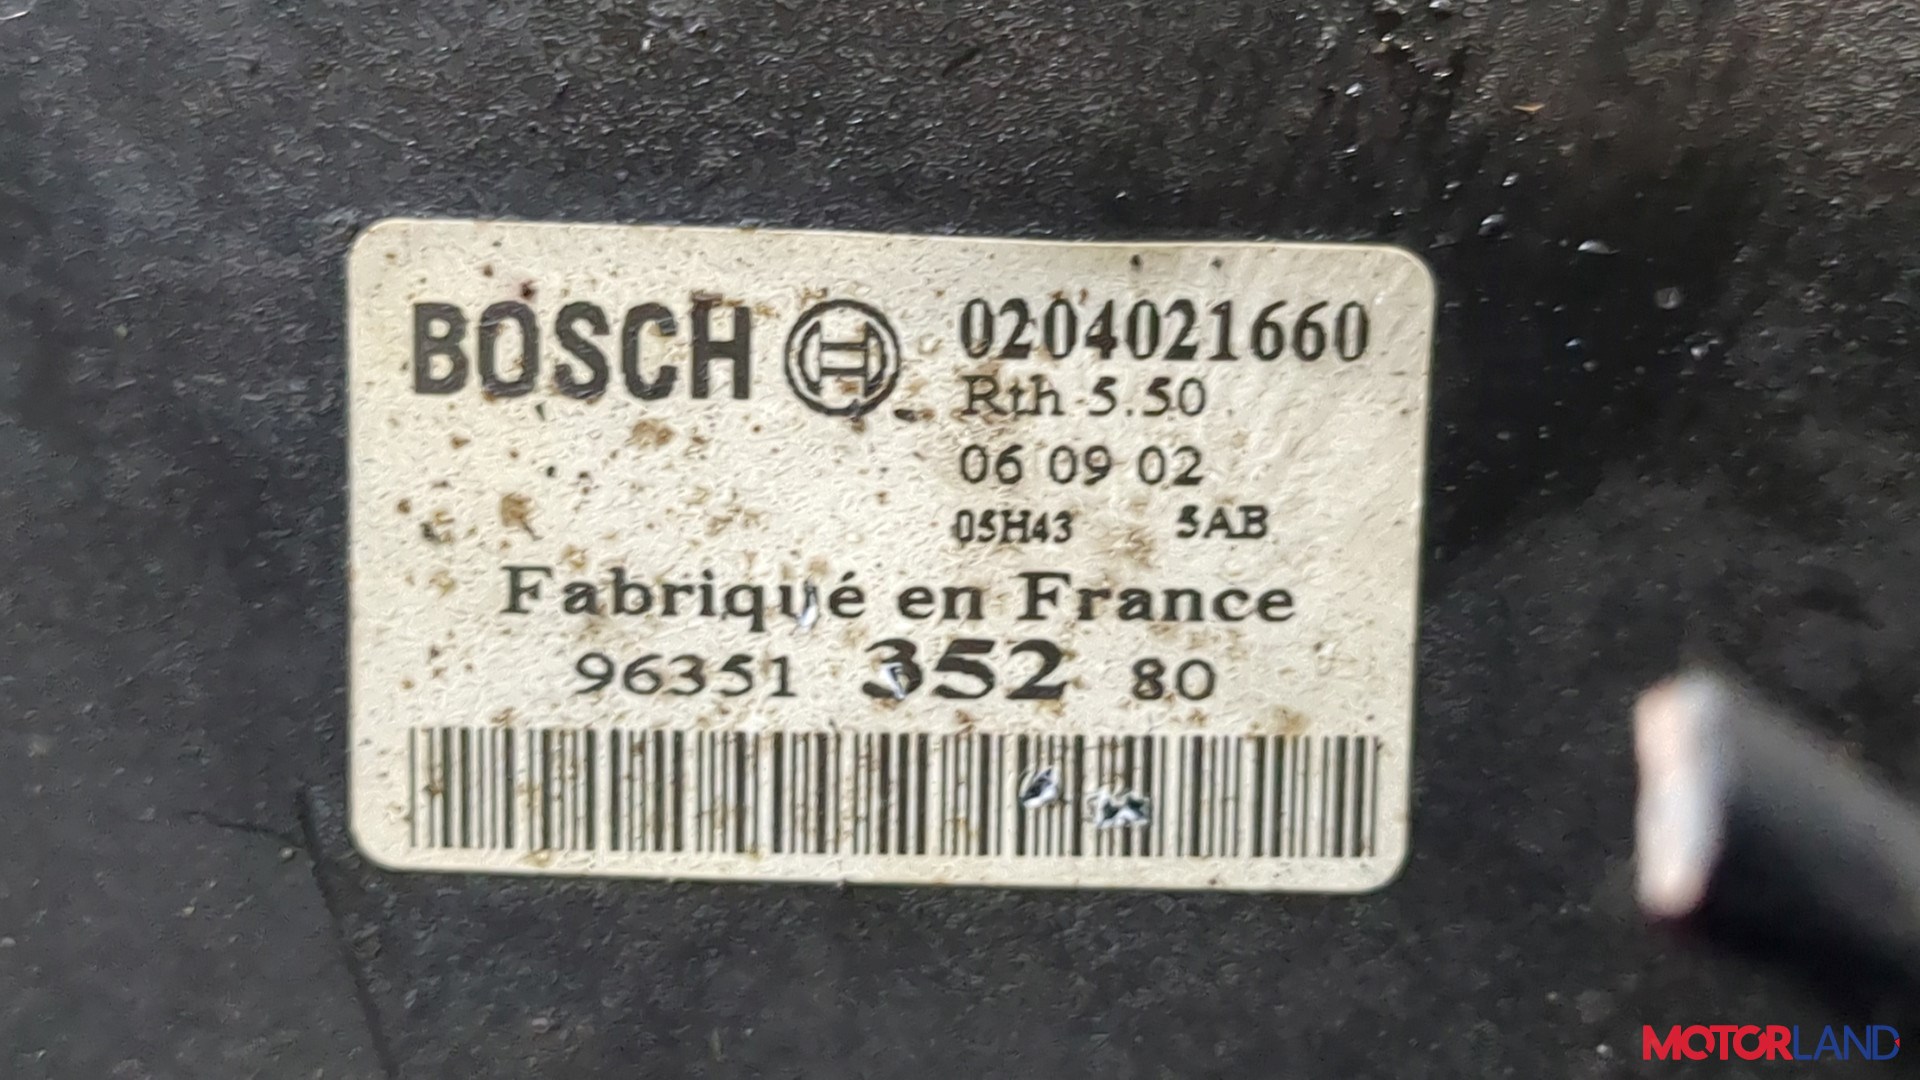 BOSCH 0204021660
Rth 5.50
06 09 02
05H43 5AB
Fabriqué en France
96351 352 80
MOTORLAND